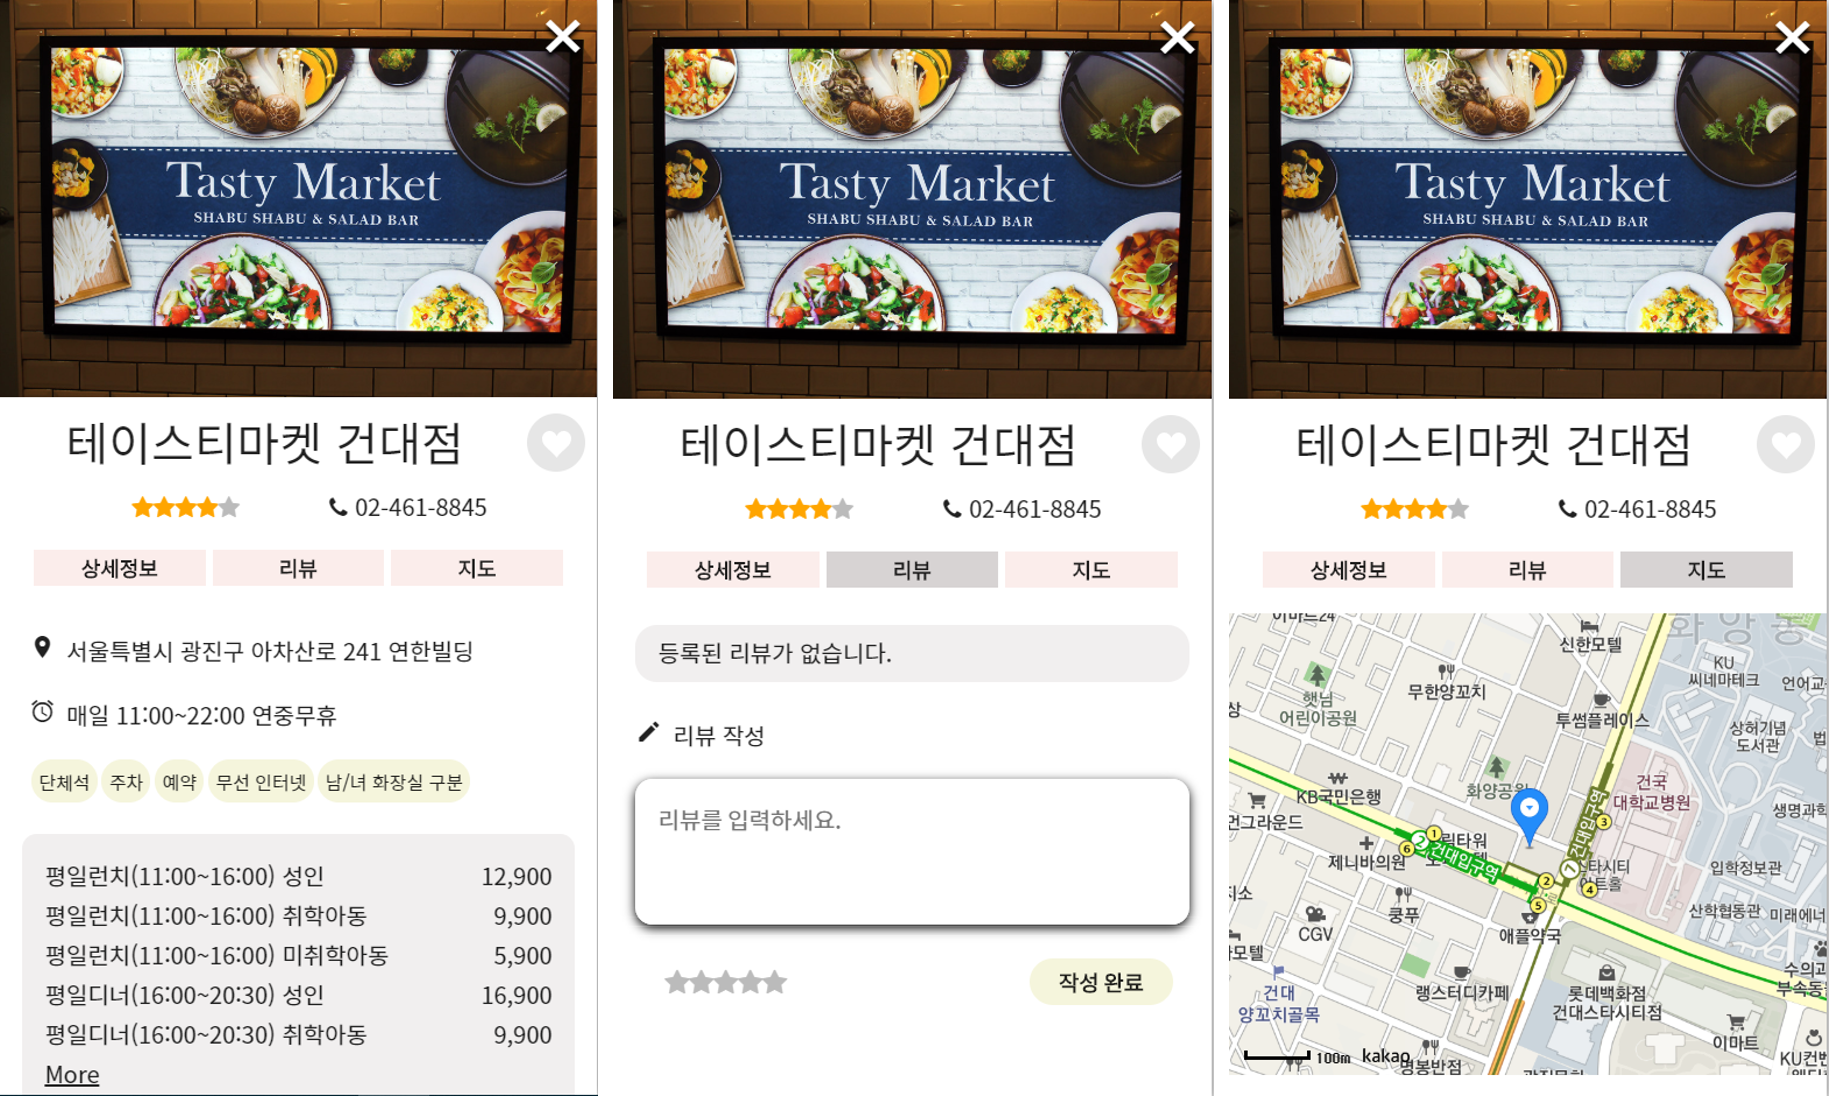 Tasty Market
SHABU SHABU & SALAD BAR
테이스티마켓 건대점
02-461-8845
상세정보
리뷰
지도
서울특별시 광진구 아차산로 241 연한빌딩
매일 11:00~22:00 연중무휴
단체석 주차 예약 무선 인터넷 남/녀 화장실 구분
평일런치(11:00~16:00) 성인 12,900
평일런치(11:00~16:00) 취학아동 9,900
평일런치(11:00~16:00) 미취학아동 5,900
평일디너(16:00~20:30) 성인 16,900
평일디너(16:00~20:30) 취학아동 9,900
More
Tasty Market
SHABU SHABU & SALAD BAR
테이스티마켓 건대점
02-461-8845
상세정보
리뷰
지도
등록된 리뷰가 없습니다.
리뷰 작성
리뷰를 입력하세요.
작성 완료
Tasty Market
SHABU SHABU & SALAD BAR
테이스티마켓 건대점
02-461-8845
상세정보
리뷰
지도
이마트24
화양동
신한모텔
KU
씨네마테크
언어교
무한양꼬치
햇님
어린이공원
투썸플레이스
상허기념
도서관
건국
대학교병원
화양공원
KB국민은행
생명과학
건그라운드
릭타워
건대입구역
건대입구역
제니바의원
스타시티
아트홀
입학정보관
지소
쿵푸
CGV
애플약국
산학협동관
미래에너
모텔
수의과
부속동
건대
양꼬치골목
랭스터디카페
롯데백화점
건대스타시티점
이마트
KU컨벤
명봉반점
100m
kakao